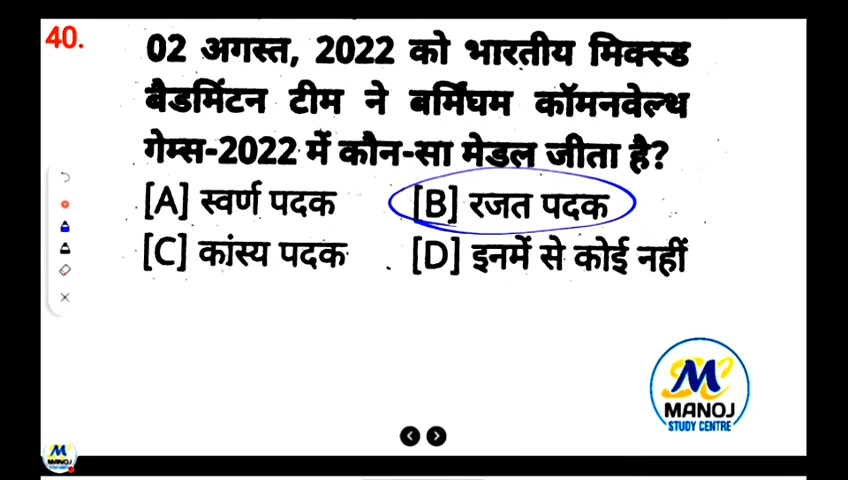 40.
02 अगस्त, 2022 को भारतीय मिक्स्ड
बैडमिंटन टीम ने बर्मिंघम कॉमनवेल्थ
गेम्स-2022 में कौन-सा मेडल जीता है?
[A] स्वर्ण पदक [B] रजत पदक
[C] कांस्य पदक [D] इनमें से कोई नहीं
M
MANOJ
STUDY CENTRE
M
MANOJ